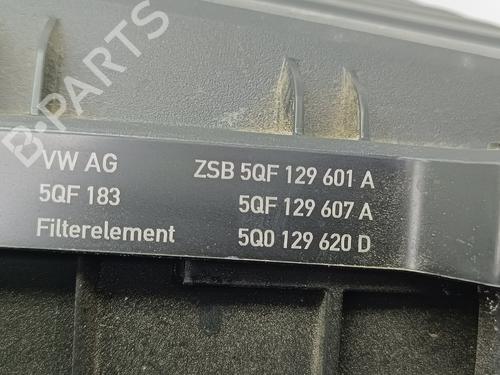 B-PARTS
VW AG ZSB 5QF 129 601 A
5QF 183 5QF 129 607 A
Filterelement 5Q0 129 620 D